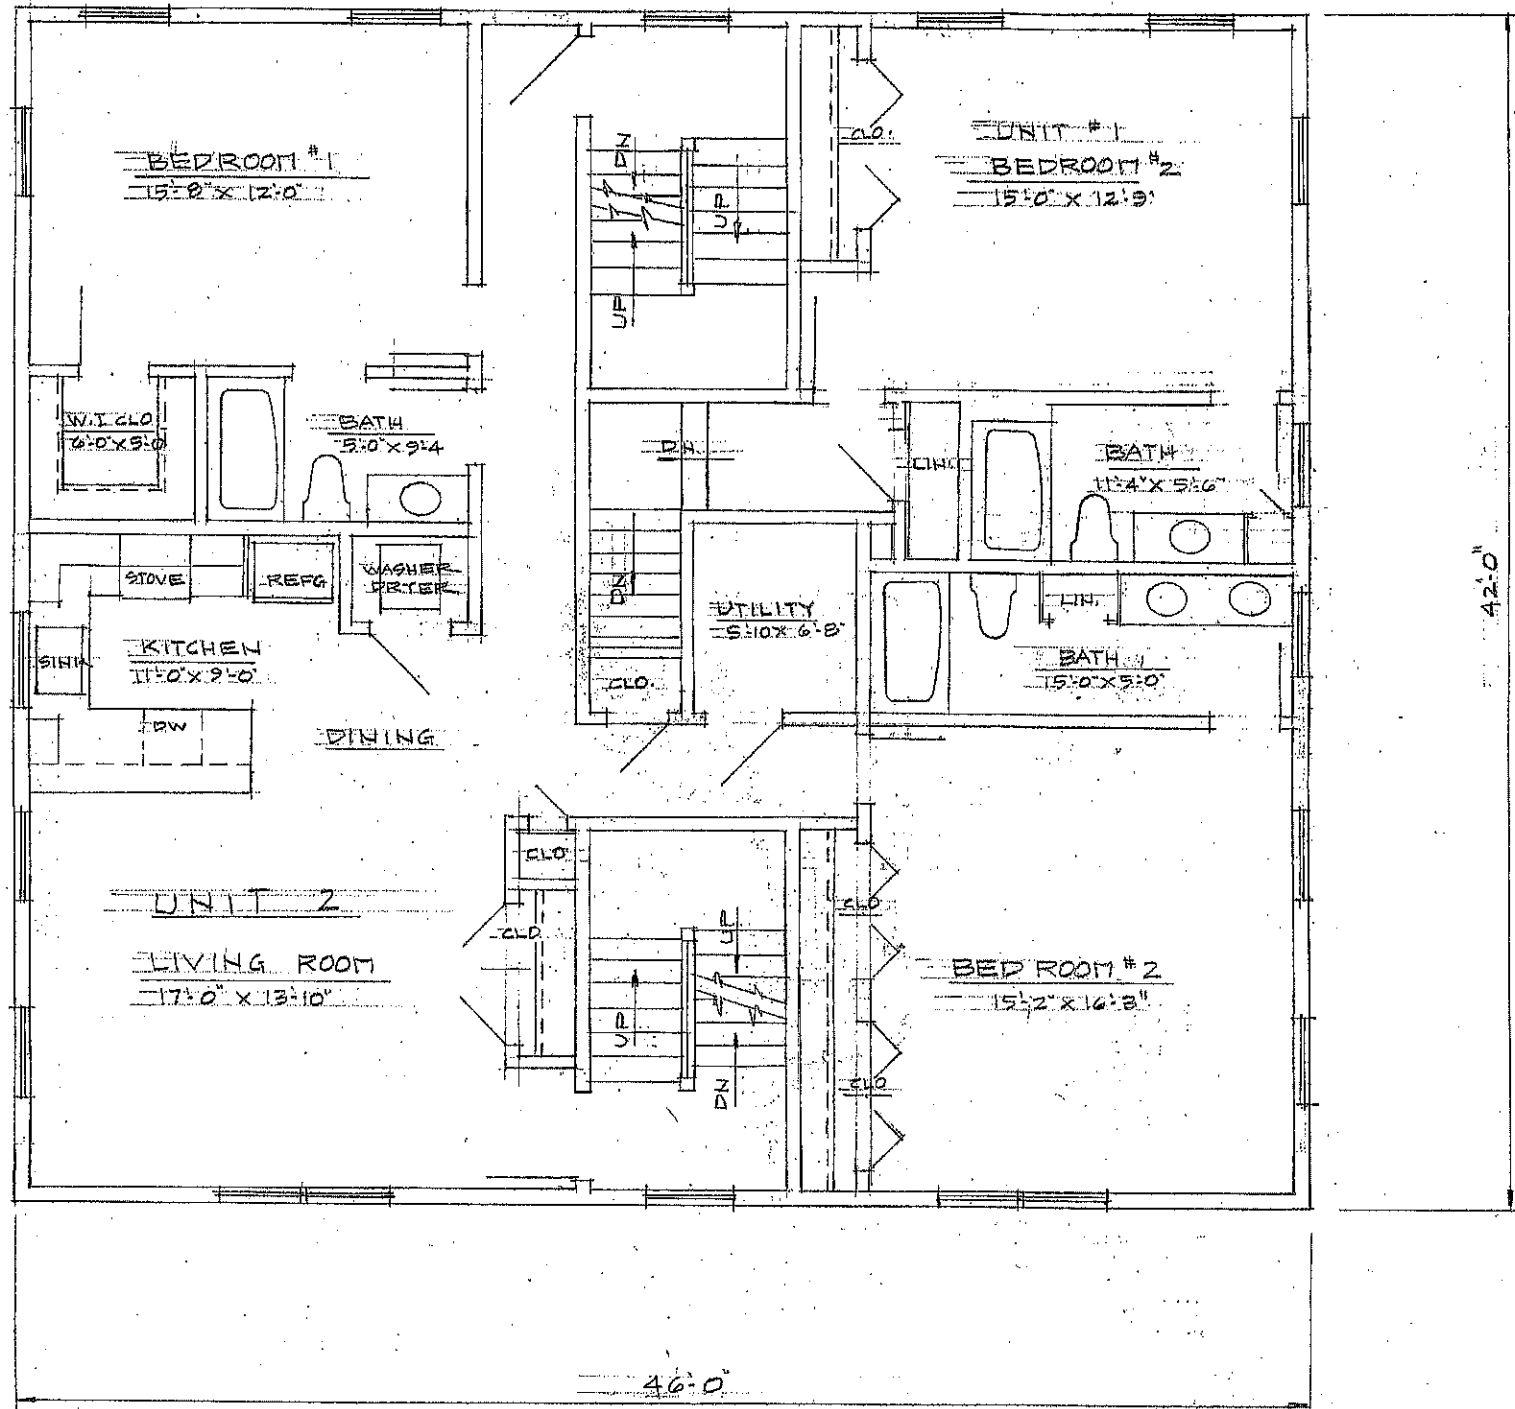 BEDROOM #1
15'-8" X 12'-0"
DN
UP
UP
CLO.
UNIT #1
BEDROOM #2
15'-0" X 12'-9"
W.I CLO
6'-0" X 5'-0
BATH
5'-0" X 9'-4
LIN.
BATH
11'-4" X 5'-6"
STOVE
REFG
WASHER
DRYER
DN
UTILITY
5'-10 X 6'-8"
LIN.
SINK
KITCHEN
11'-0" X 9'-0"
CLO.
BATH
15'-0" X 5'-0"
DW
DINING
42'-0"
CLO
UNIT 2
CLO
UP
CLO
LIVING ROOM
17'-0" X 13'-10"
UP
DN
BED ROOM #2
15'-2" X 16'-3"
CLO
46'-0"